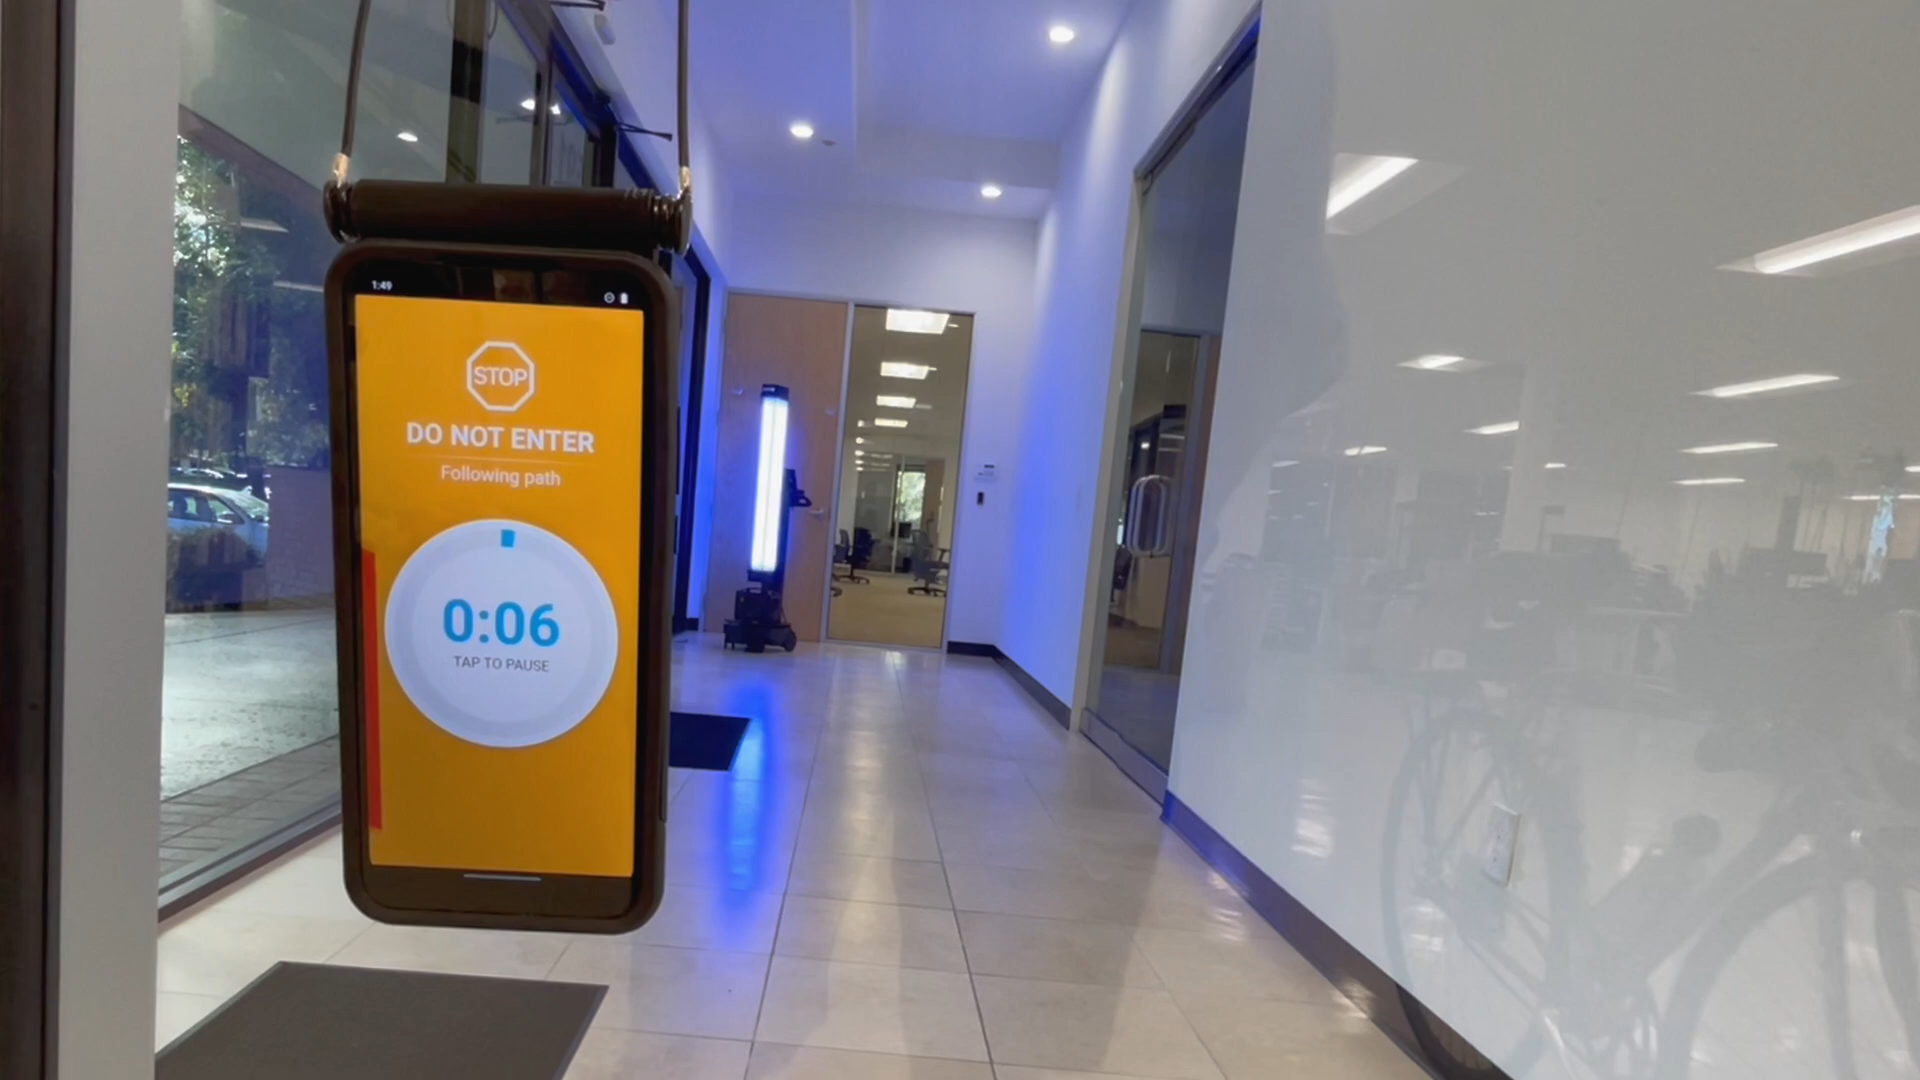 1:49
STOP
DO NOT ENTER
Following path
0:06
TAP TO PAUSE